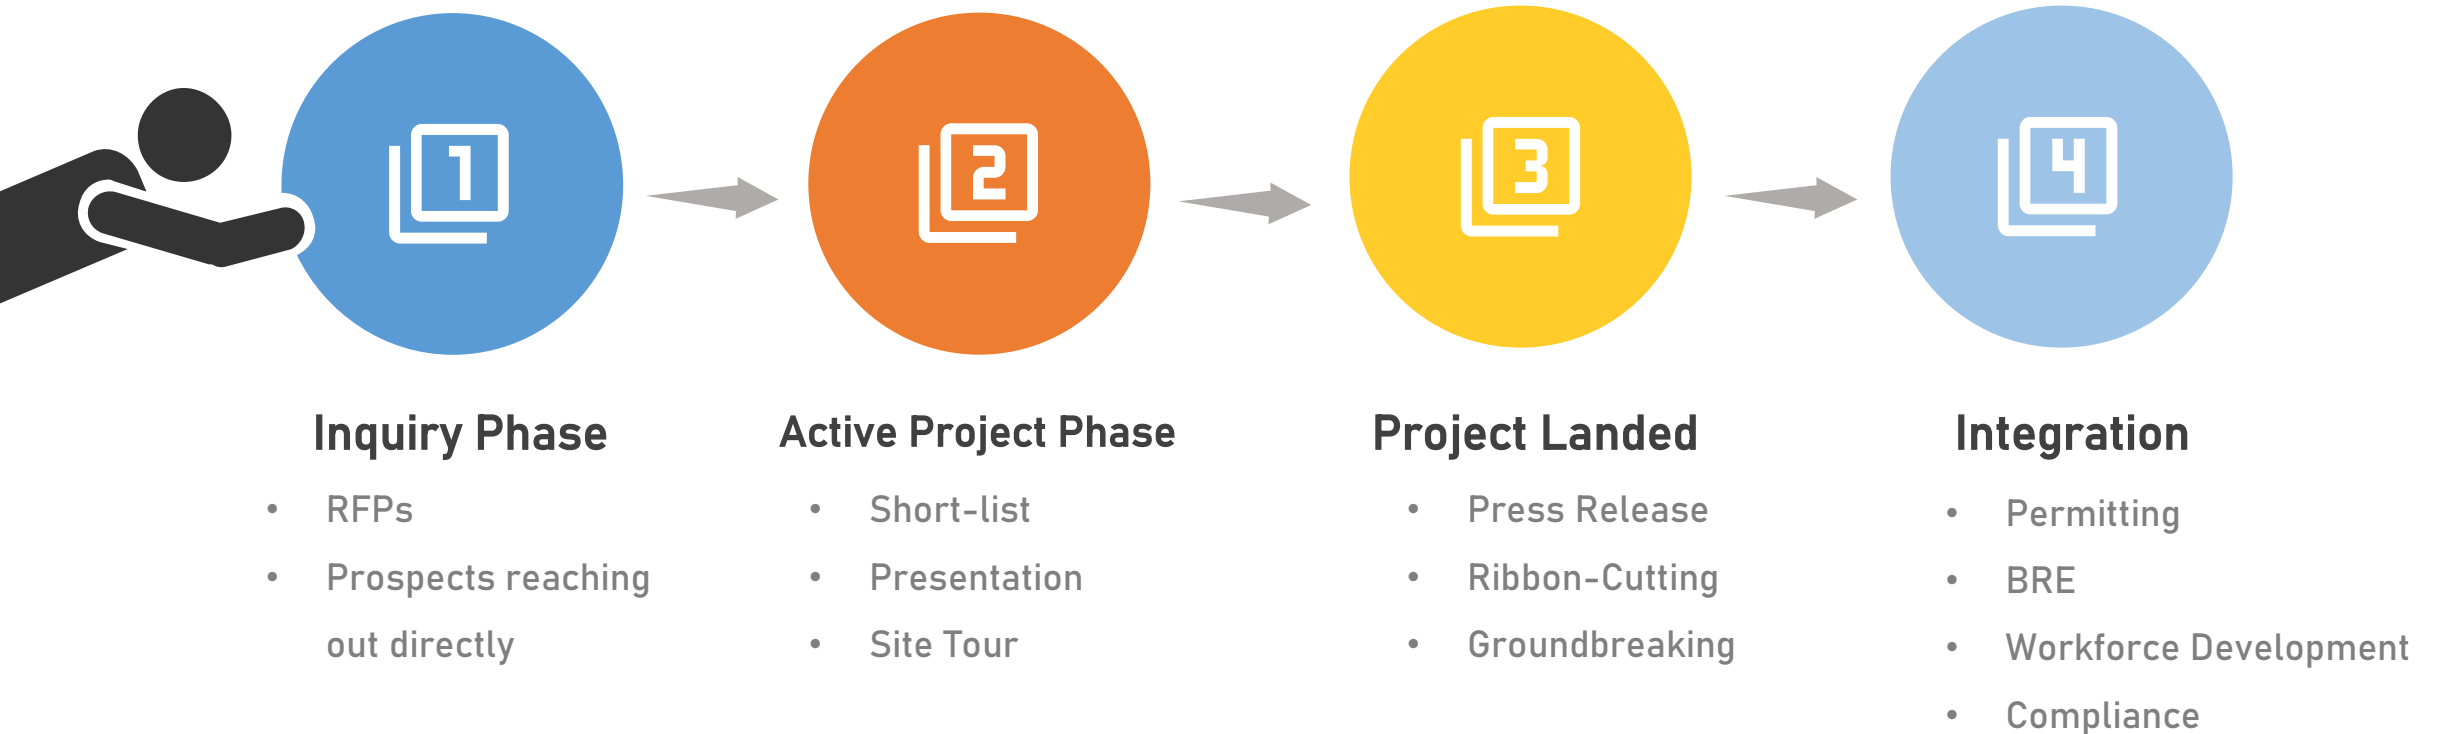 1
2
3
4
Inquiry Phase
• RFPs
• Prospects reaching
out directly
Active Project Phase
• Short-list
• Presentation
• Site Tour
Project Landed
• Press Release
• Ribbon-Cutting
• Groundbreaking
Integration
• Permitting
• BRE
• Workforce Development
• Compliance